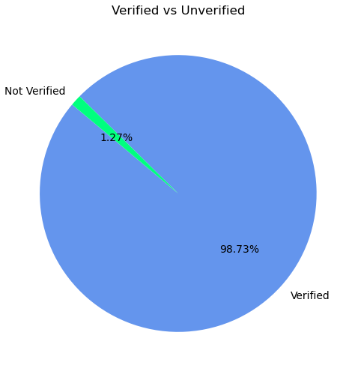 Verified vs Unverified
Not Verified
1.27%
98.73%
Verified